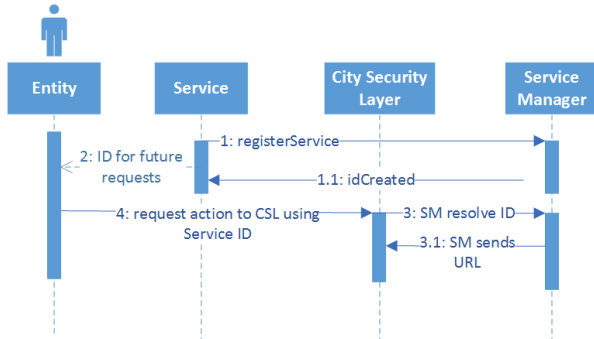 Entity
Service
City Security
Layer
Service
Manager
1: registerService
2: ID for future
requests
1.1: idCreated
4: request action to CSL using
Service ID
3: SM resolve ID
3.1: SM sends
URL